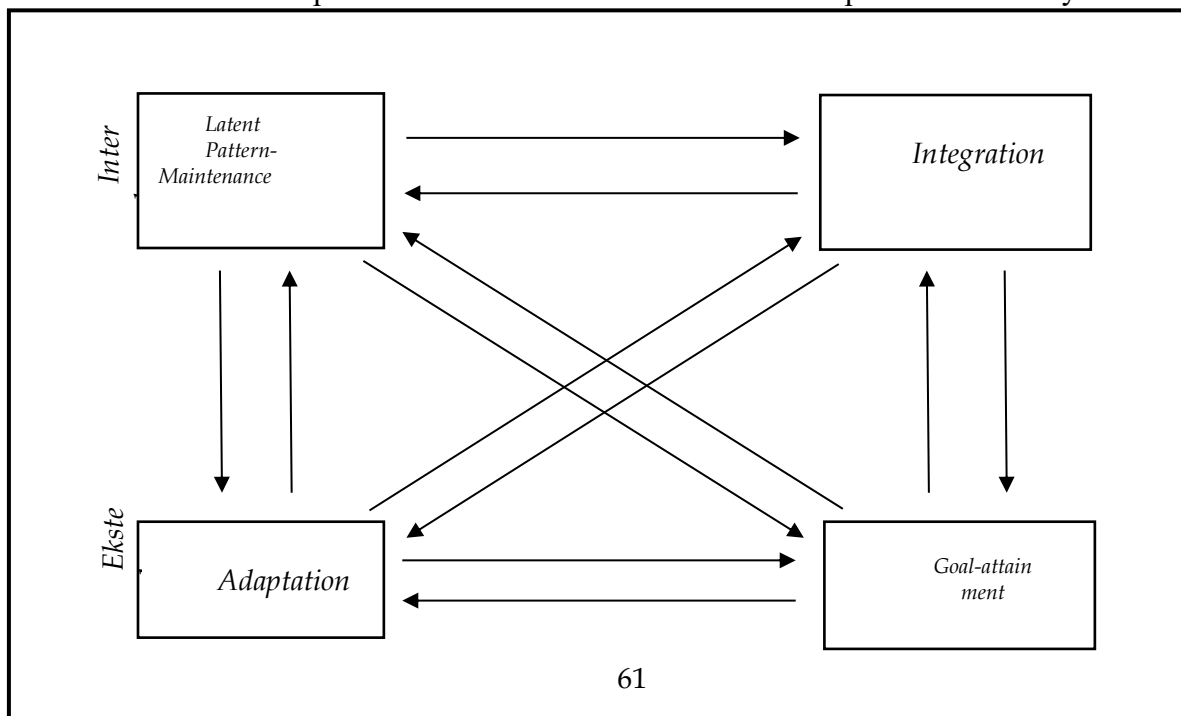 Inter
Latent
Pattern-
Maintenance
Integration
Ekste
Adaptation
Goal-attain
ment
61